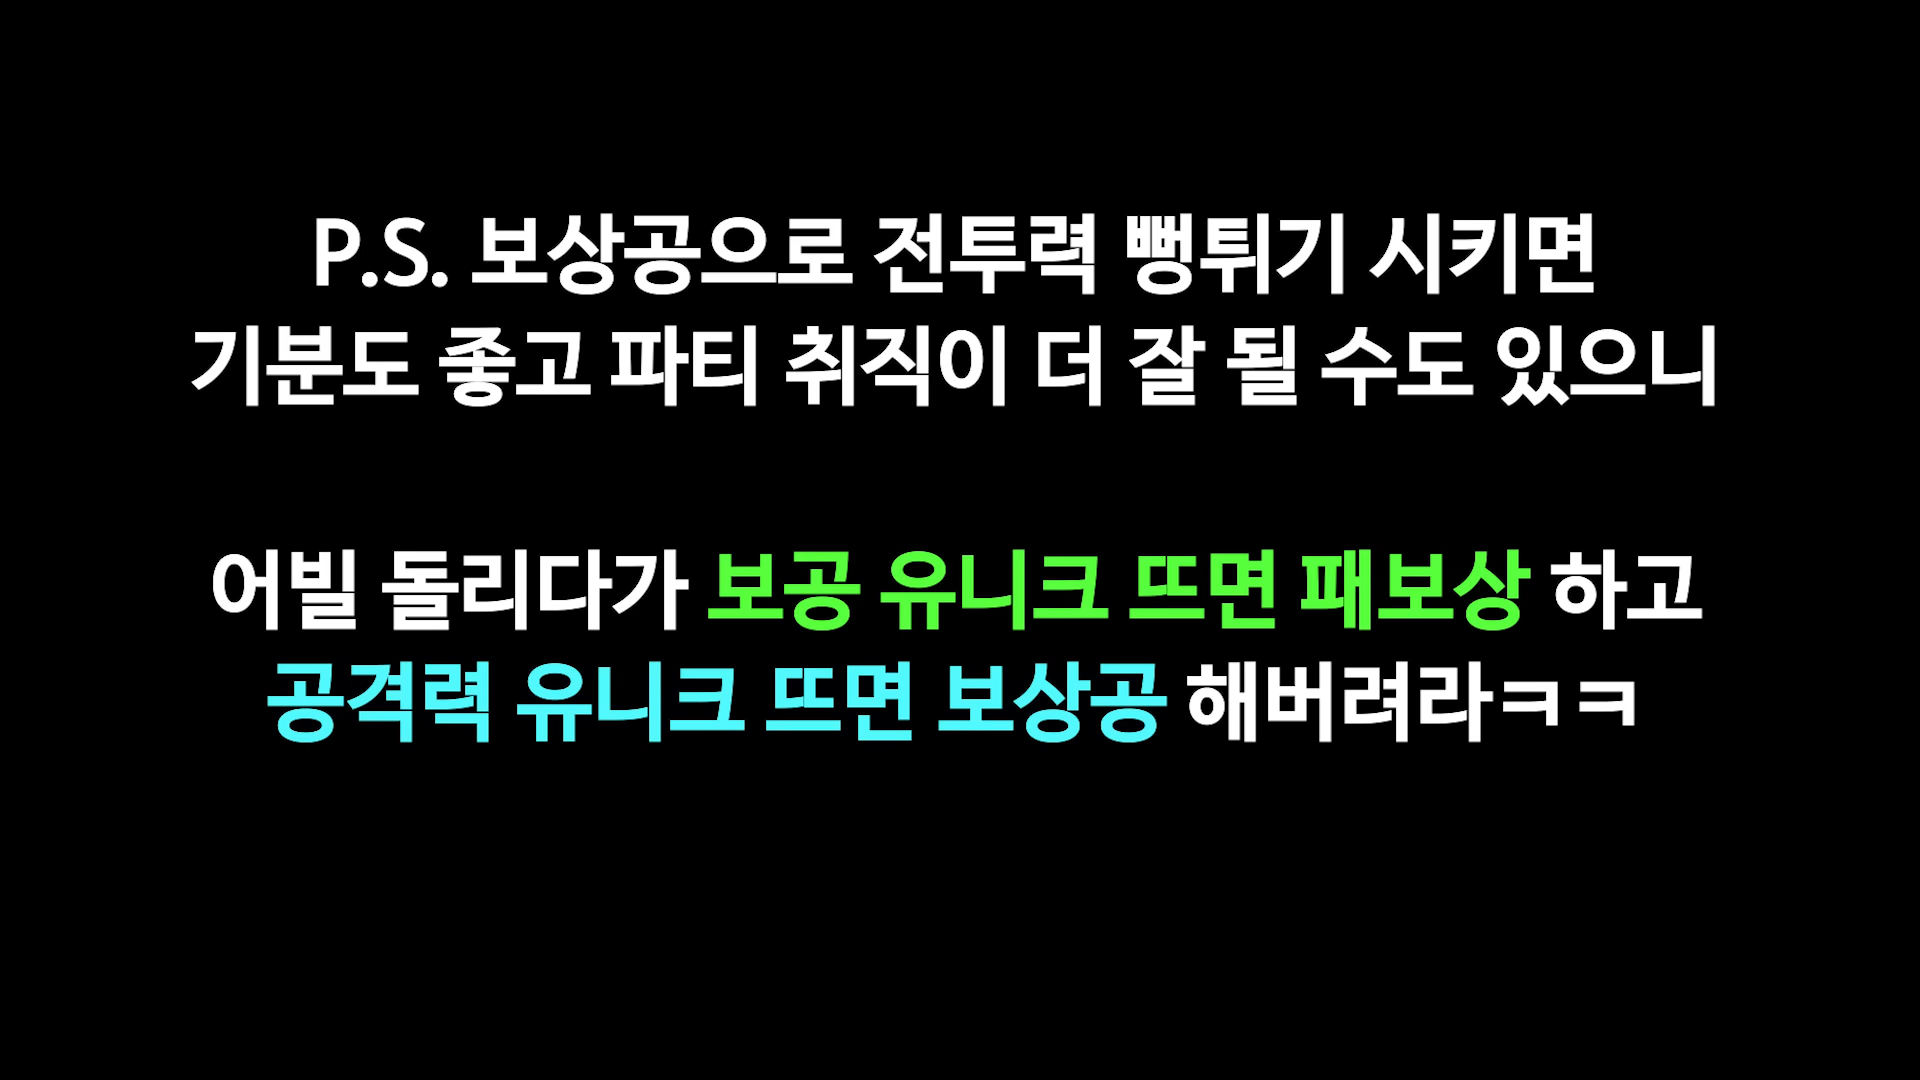 P.S. 보상공으로 전투력 뻥튀기 시키면
기분도 좋고 파티 취직이 더 잘 될 수도 있으니
어빌 돌리다가 보공 유니크 뜨면 패보상 하고
공격력 유니크 뜨면 보상공 해버려라ㅋㅋ